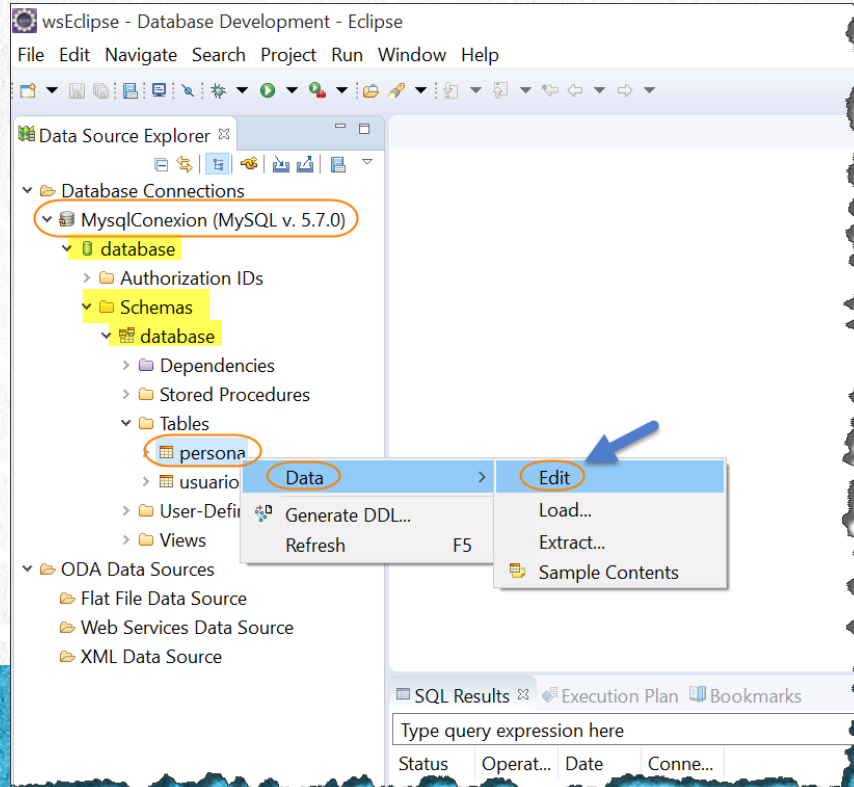 wsEclipse - Database Development - Eclipse
File Edit Navigate Search Project Run Window Help
Data Source Explorer
Database Connections
MysqlConexion (MySQL v. 5.7.0)
database
Authorization IDs
Schemas
database
Dependencies
Stored Procedures
Tables
persona
Data
Edit
usuario
Load...
User-Defin
Generate DDL...
Extract...
Views
Refresh F5
Sample Contents
ODA Data Sources
Flat File Data Source
Web Services Data Source
XML Data Source
SQL Results Execution Plan Bookmarks
Type query expression here
Status Operat... Date Conne...